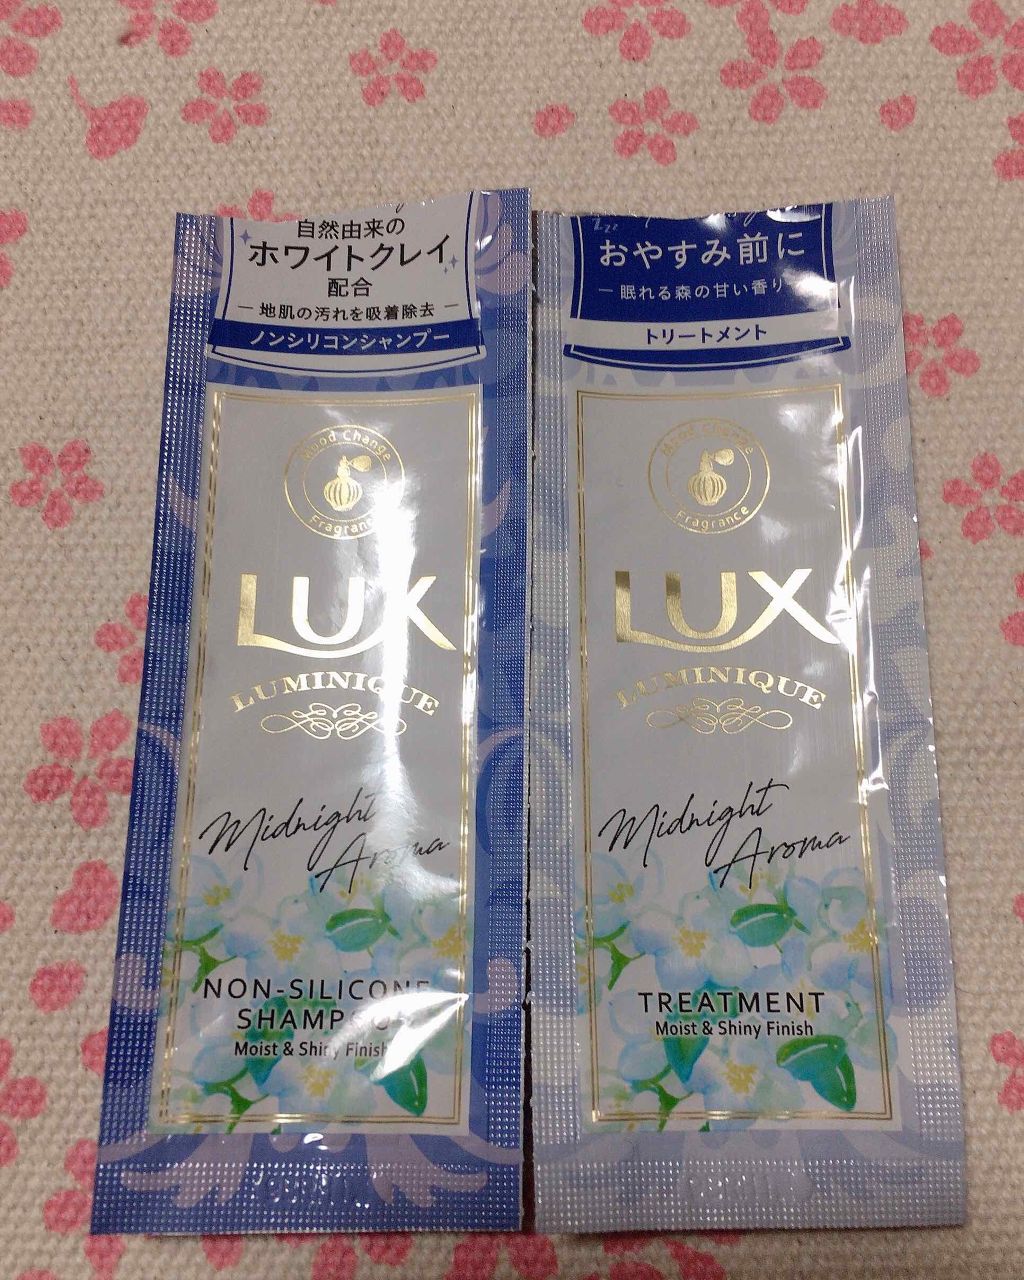 自然由来の
ホワイトクレイ
配合
地肌の汚れを吸着除去
ノンシリコンシャンプー
Mood Change
Fragrance
LUX
LUMINIQUE
Midnight
Aroma
NON-SILICONE
SHAMPOO
Moist & Shiny Finish
Zzz
おやすみ前に
眠れる森の甘い香り
トリートメント
Mood Change
Fragrance
LUX
LUMINIQUE
Midnight
Aroma
TREATMENT
Moist & Shiny Finish